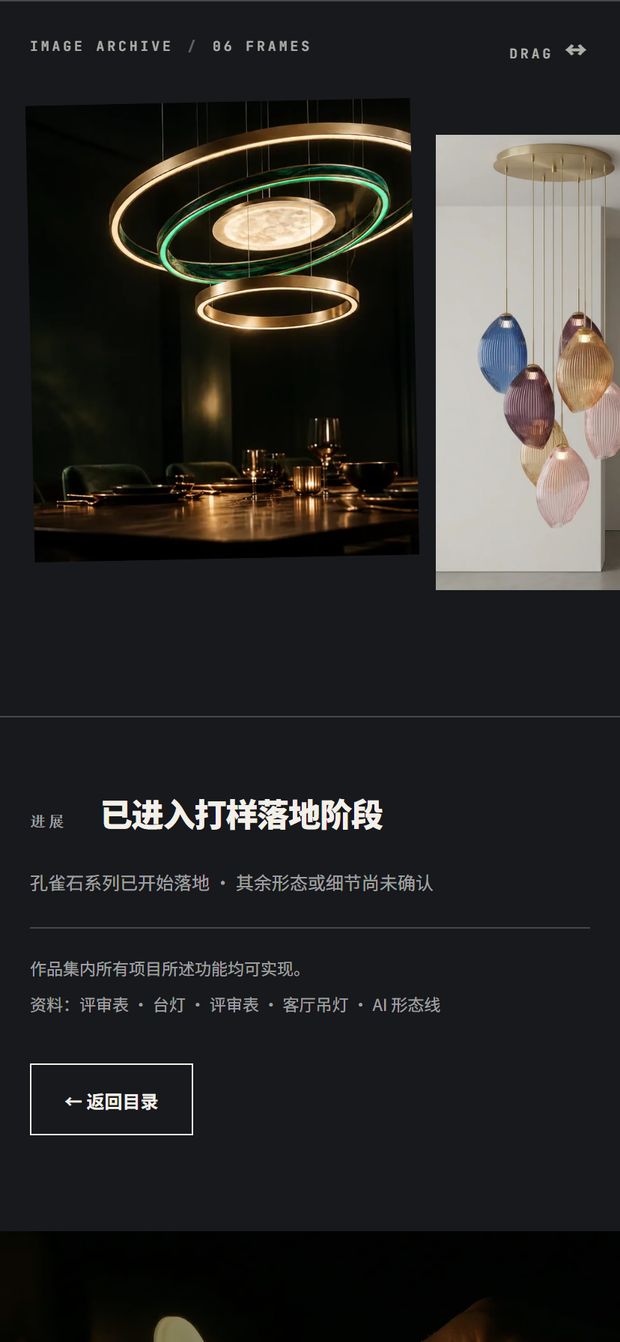 IMAGE ARCHIVE / 06 FRAMES
DRAG ↔
进展
已进入打样落地阶段
孔雀石系列已开始落地 · 其余形态或细节尚未确认
作品集内所有项目所述功能均可实现。
资料：评审表 · 台灯 · 评审表 · 客厅吊灯 · AI 形态线
← 返回目录